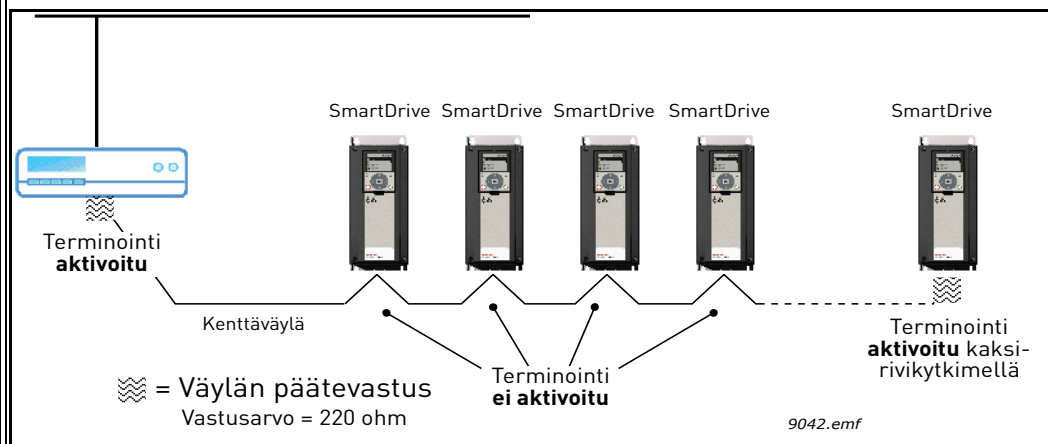 SmartDrive SmartDrive SmartDrive SmartDrive SmartDrive
Terminointi
aktivoitu
Kenttäväylä
Terminointi
ei aktivoitu
Terminointi
aktivoitu kaksi-
rivikytkimellä
= Väylän päätevastus
Vastusarvo = 220 ohm
9042.emf